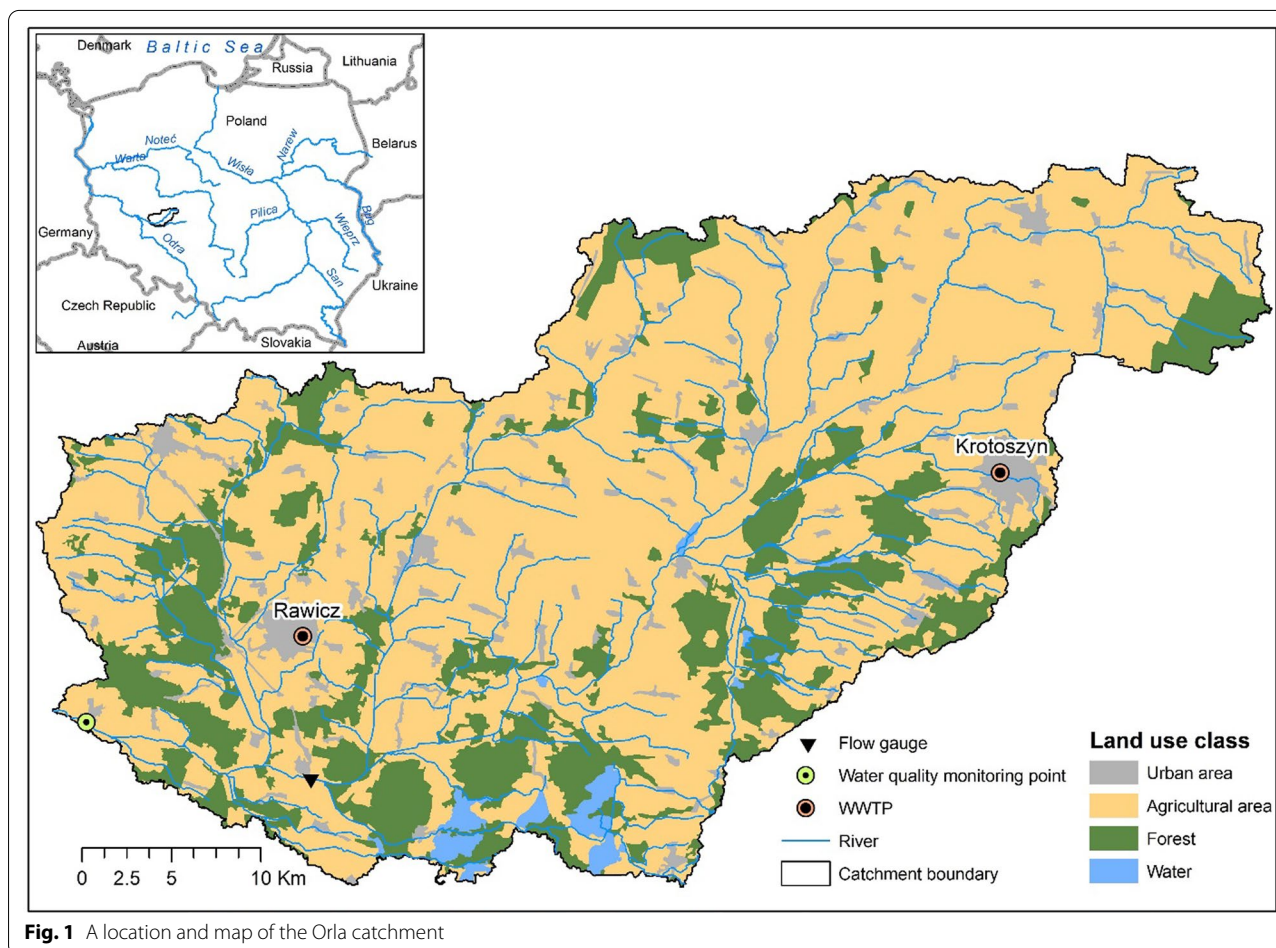 Denmark
Baltic Sea
Russia
Lithuania
Poland
Belarus
Noteć
Warta
Wisła
Narew
Pilica
Bug
Wieprz
Germany
Odra
San
Ukraine
Czech Republic
Slovakia
Austria
Krotoszyn
Rawicz
Flow gauge
Water quality monitoring point
WWTP
River
Catchment boundary
Land use class
Urban area
Agricultural area
Forest
Water
0 2.5 5 10 Km
Fig. 1 A location and map of the Orla catchment